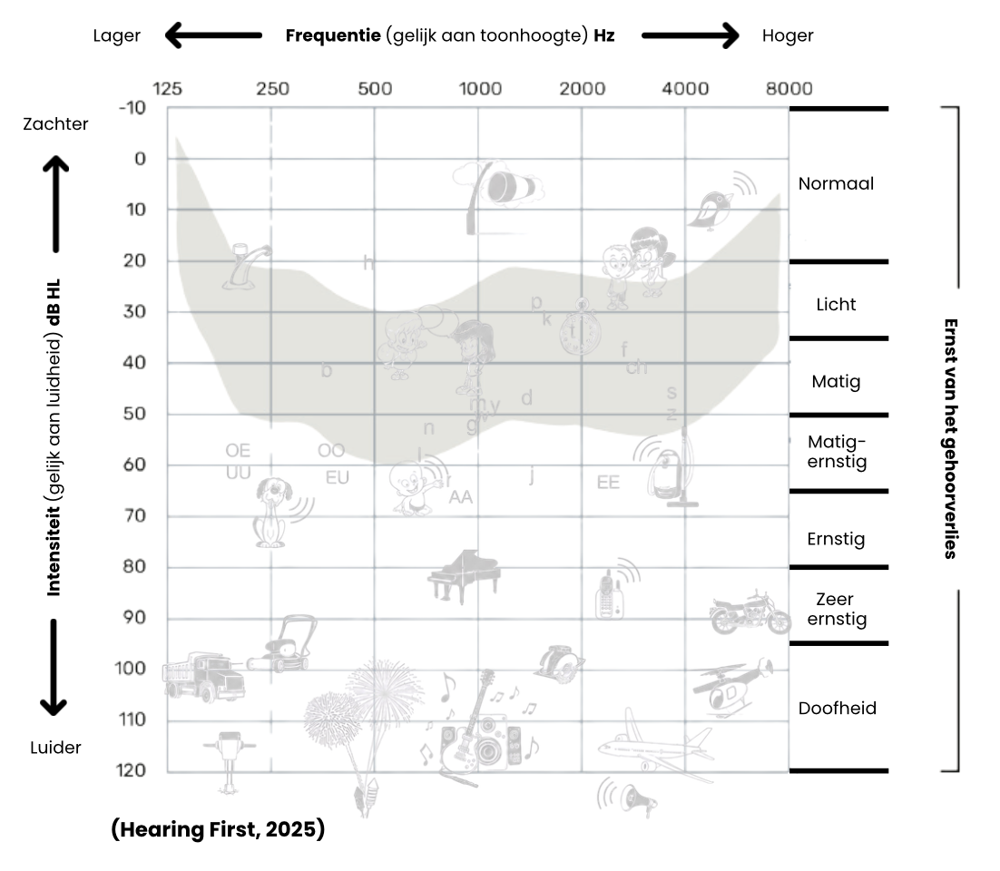 Lager Frequentie (gelijk aan toonhoogte) Hz Hoger
125 250 500 1000 2000 4000 8000
-10
Zachter
0
Normaal
10
20
h
p
Licht
30
k
t
f
ch
40
b
Matig
s
d
m v
z
50
g
n
Matig-
ernstig
OE OO
l
60
UU EU
j
EE
r
AA
70
Ernstig
80
Zeer
ernstig
90
100
Doofheid
110
Luider
120
Intensiteit (gelijk aan luidheid) dB HL
Ernst van het gehoorverlies
(Hearing First, 2025)